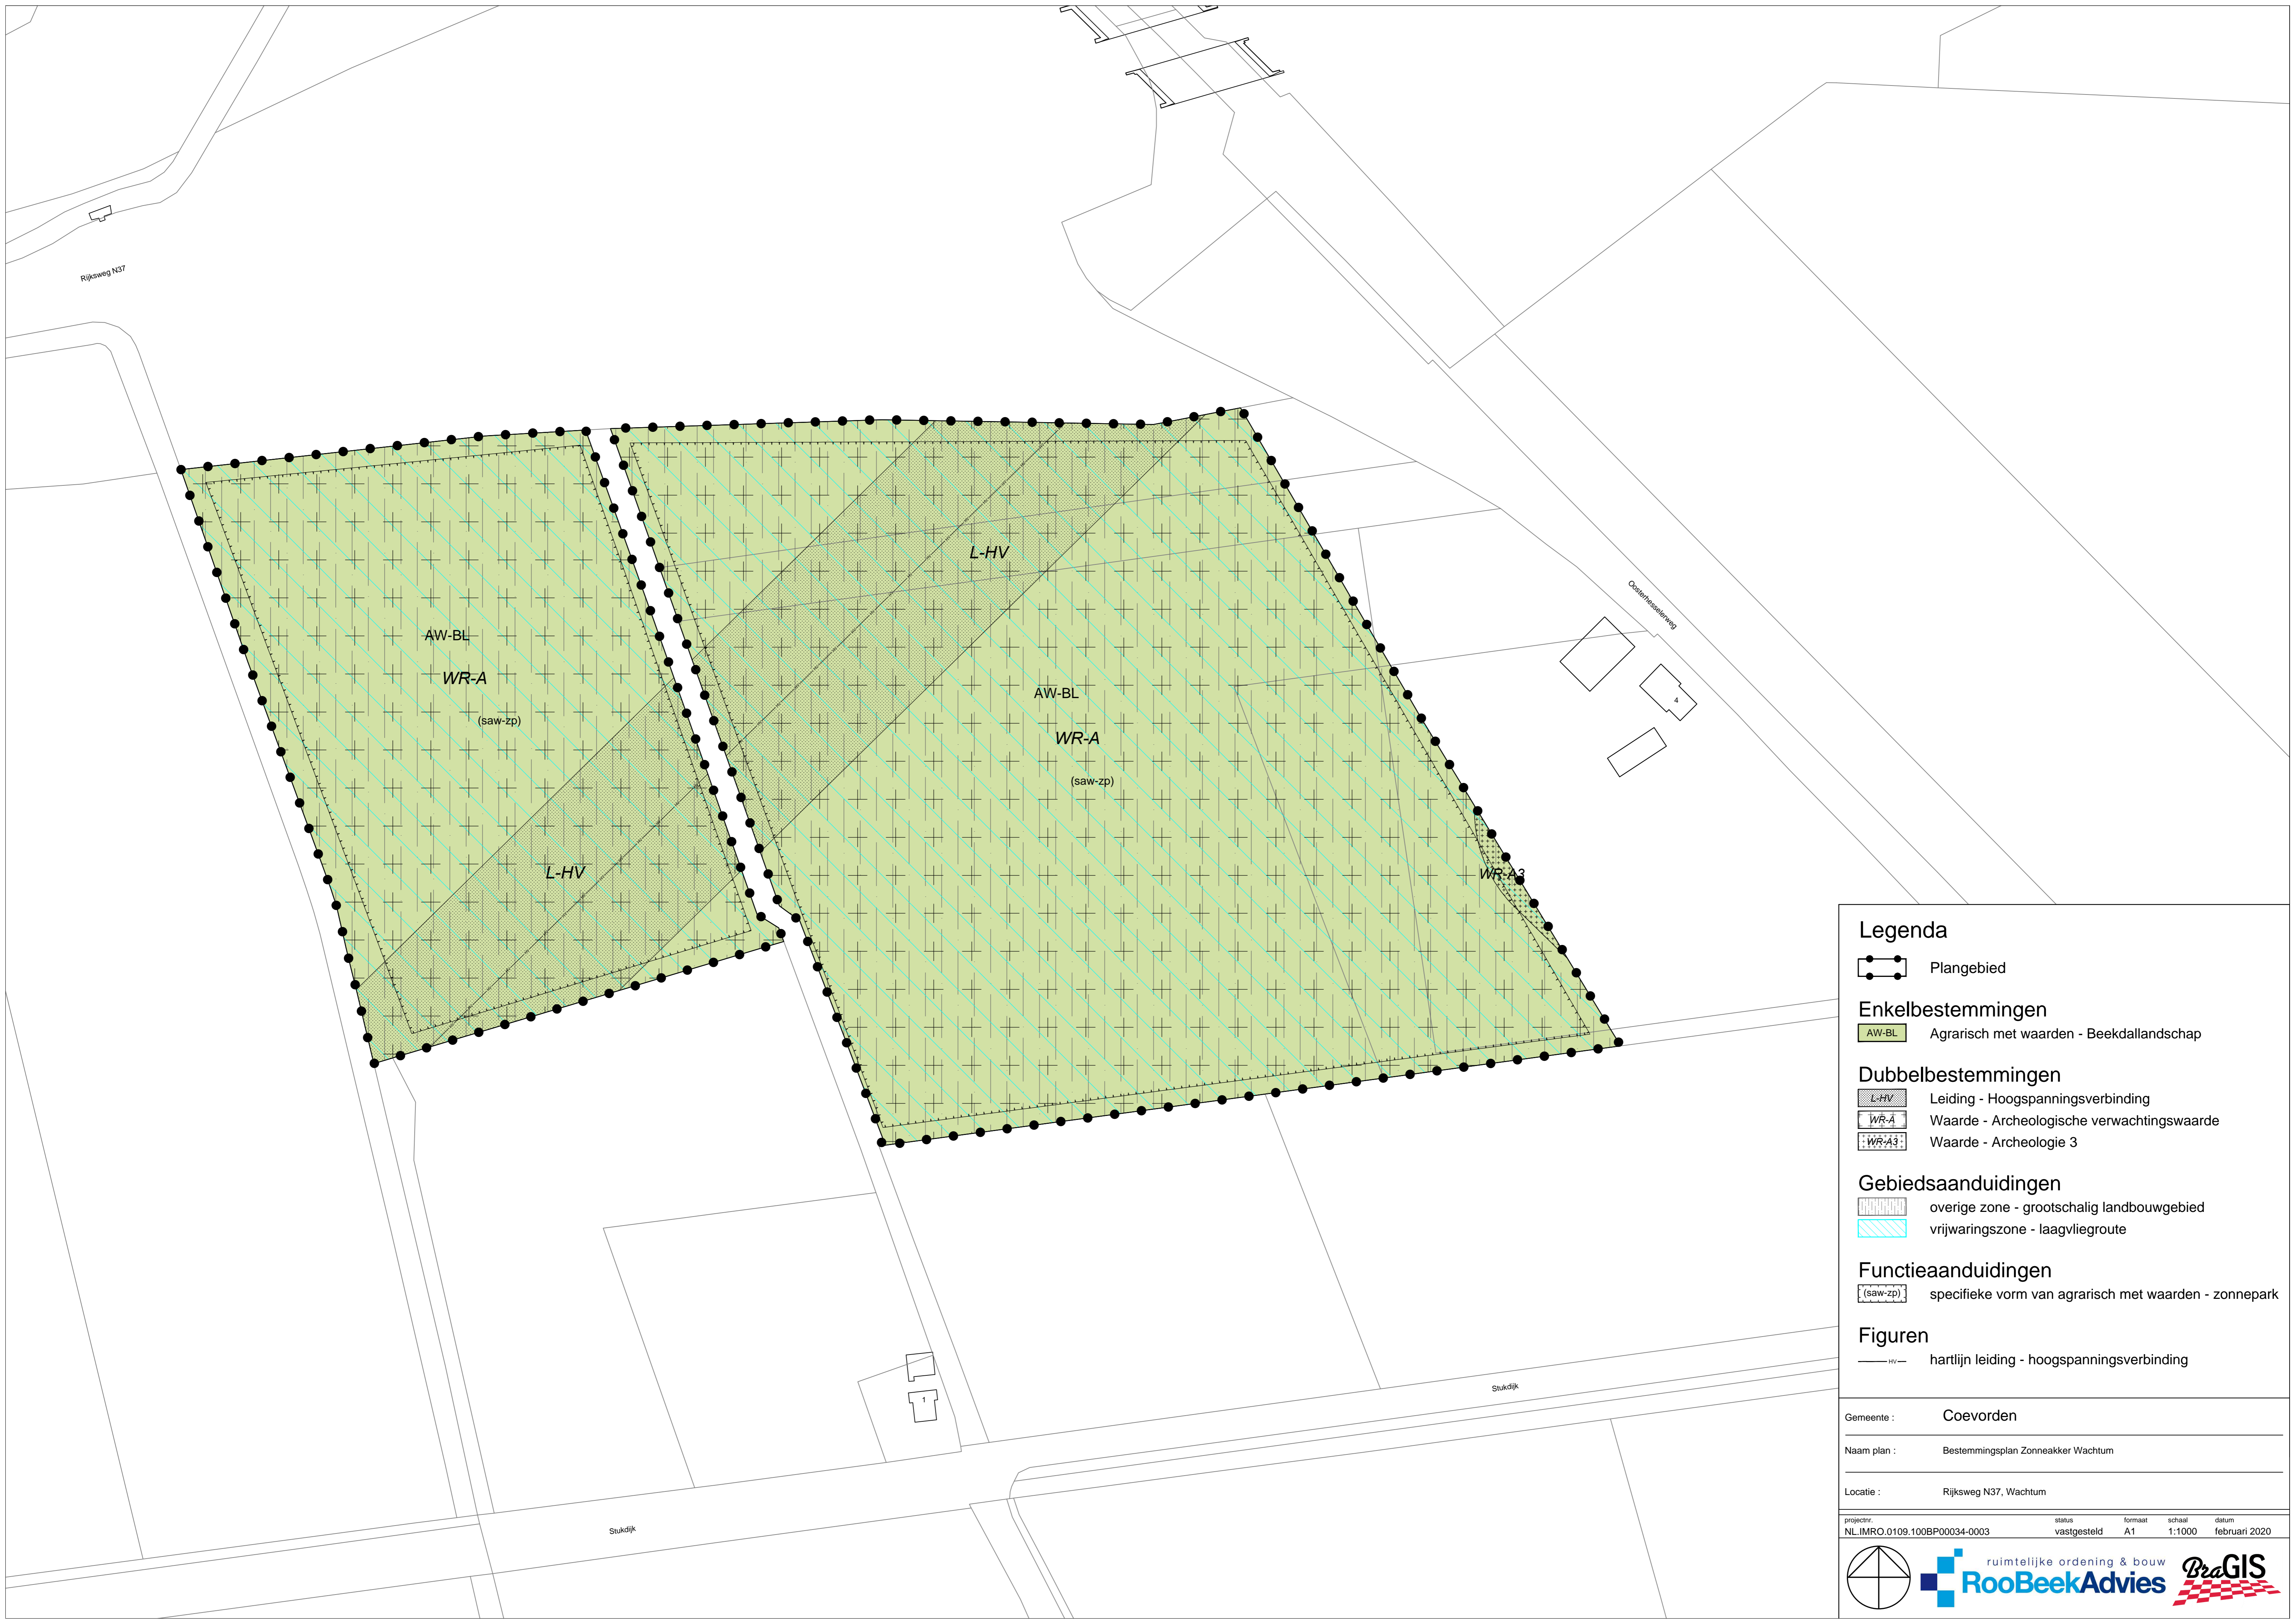 Rijksweg N37
L-HV
Oosterhesselerweg
AW-BL
WR-A
(saw-zp)
AW-BL
4
WR-A
(saw-zp)
L-HV
WR-A3
1
Stukdijk
Stukdijk
Legenda
Plangebied
Enkelbestemmingen
AW-BL Agrarisch met waarden - Beekdallandschap
Dubbelbestemmingen
L-HV Leiding - Hoogspanningsverbinding
WR-A Waarde - Archeologische verwachtingswaarde
WR-A3 Waarde - Archeologie 3
Gebiedsaanduidingen
overige zone - grootschalig landbouwgebied
vrijwaringszone - laagvliegroute
Functieaanduidingen
(saw-zp) specifieke vorm van agrarisch met waarden - zonnepark
Figuren
HV hartlijn leiding - hoogspanningsverbinding
Gemeente : Coevorden
Naam plan : Bestemmingsplan Zonneakker Wachtum
Locatie : Rijksweg N37, Wachtum
projectnr. status formaat schaal datum
NL.IMRO.0109.100BP00034-0003 vastgesteld A1 1:1000 februari 2020
ruimtelijke ordening & bouw
RooBeekAdvies
BraGIS